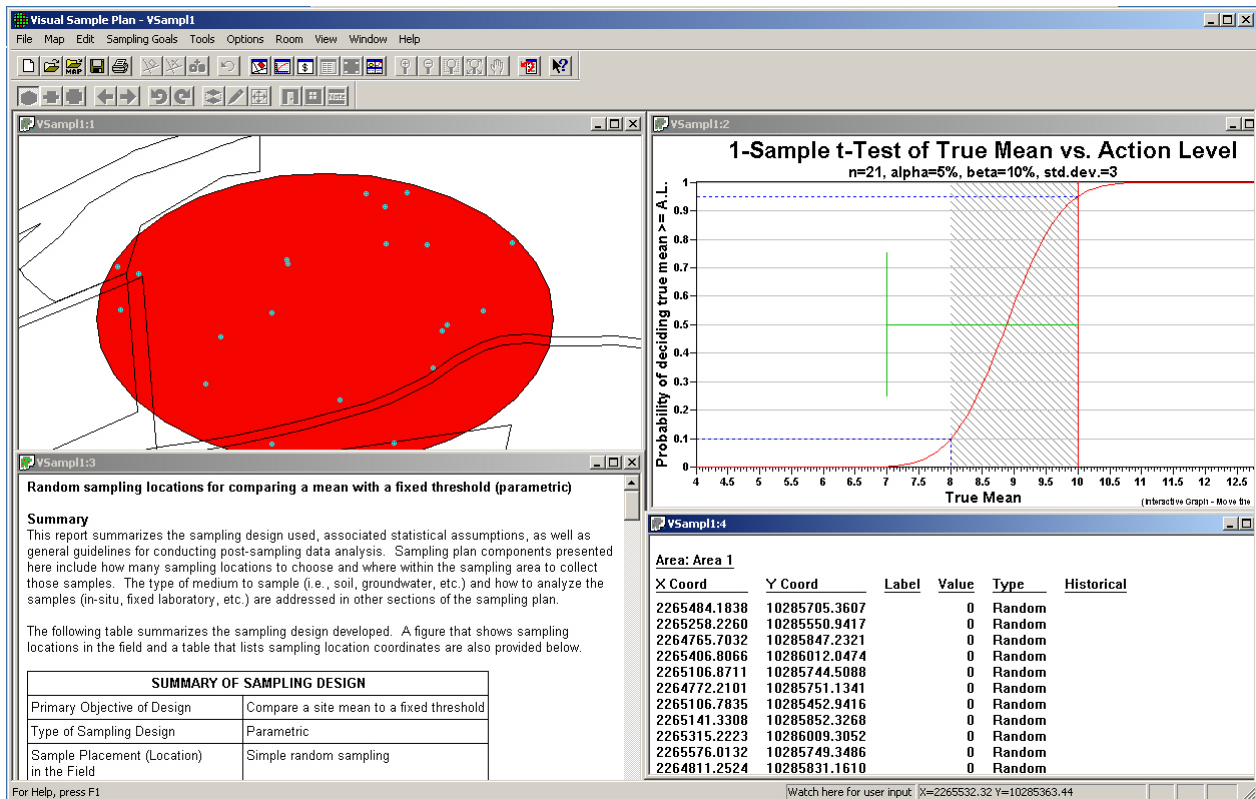 Visual Sample Plan - VSampl1
File Map Edit Sampling Goals Tools Options Room View Window Help
MAP
Note
VSampl1:1
VSampl1:2
1-Sample t-Test of True Mean vs. Action Level
n=21, alpha=5%, beta=10%, std.dev.=3
Probability of deciding true mean >= A.L.
1
0.9
0.8
0.7
0.6
0.5
0.4
0.3
0.2
0.1
0
4 4.5 5 5.5 6 6.5 7 7.5 8 8.5 9 9.5 10 10.5 11 11.5 12 12.5
True Mean
(Interactive Graph - Move the
VSampl1:3
Random sampling locations for comparing a mean with a fixed threshold (parametric)
Summary
This report summarizes the sampling design used, associated statistical assumptions, as well as
general guidelines for conducting post-sampling data analysis. Sampling plan components presented
here include how many sampling locations to choose and where within the sampling area to collect
those samples. The type of medium to sample (i.e., soil, groundwater, etc.) and how to analyze the
samples (in-situ, fixed laboratory, etc.) are addressed in other sections of the sampling plan.
The following table summarizes the sampling design developed. A figure that shows sampling
locations in the field and a table that lists sampling location coordinates are also provided below.
SUMMARY OF SAMPLING DESIGN
Primary Objective of Design Compare a site mean to a fixed threshold
Type of Sampling Design Parametric
Sample Placement (Location) Simple random sampling
in the Field
VSampl1:4
Area: Area 1
X Coord Y Coord Label Value Type Historical
2265484.1838 10285705.3607 0 Random
2265258.2260 10285550.9417 0 Random
2264765.7032 10285847.2321 0 Random
2265406.8066 10286012.0474 0 Random
2265106.8711 10285744.5088 0 Random
2264772.2101 10285751.1341 0 Random
2265106.7835 10285452.9416 0 Random
2265141.3308 10285852.3268 0 Random
2265315.2223 10286009.3052 0 Random
2265576.0132 10285749.3486 0 Random
2264811.2524 10285831.1610 0 Random
For Help, press F1
Watch here for user input X=2265532.32 Y=10285363.44